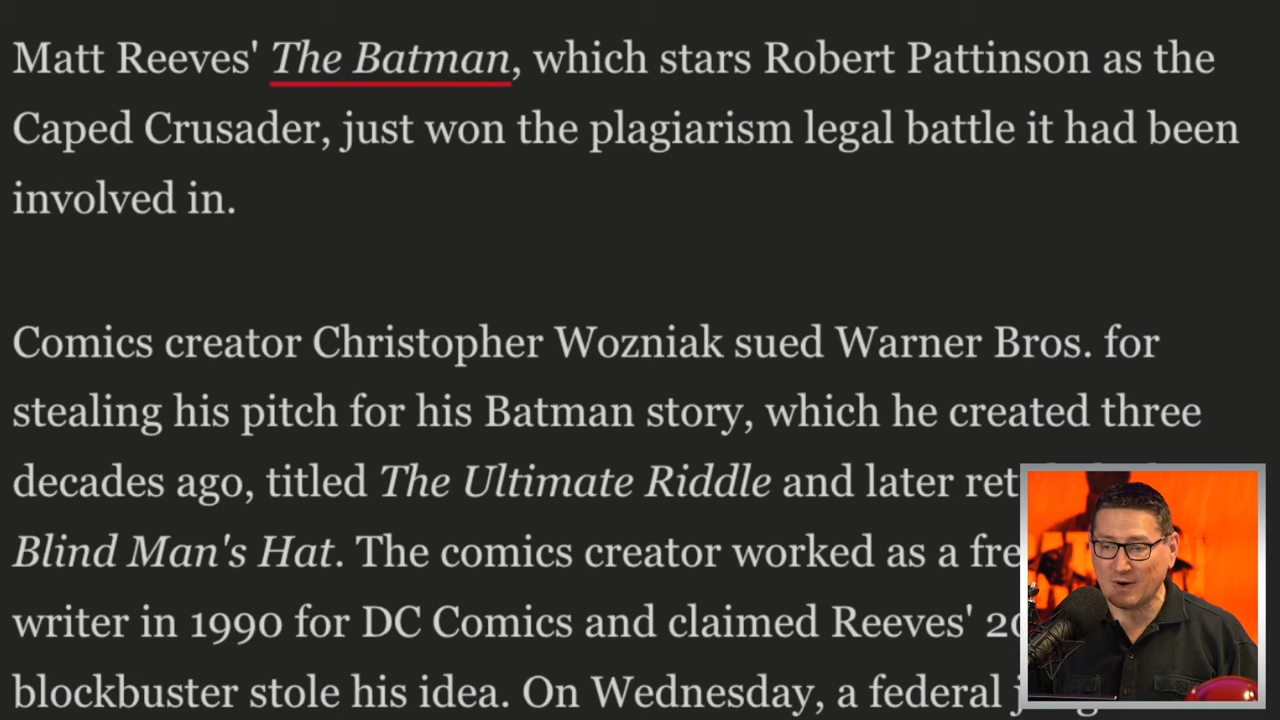 Matt Reeves' The Batman, which stars Robert Pattinson as the
Caped Crusader, just won the plagiarism legal battle it had been
involved in.
Comics creator Christopher Wozniak sued Warner Bros. for
stealing his pitch for his Batman story, which he created three
decades ago, titled The Ultimate Riddle and later
Blind Man's Hat. The comics creator worked as a
writer in 1990 for DC Comics and claimed Reeves'
blockbuster stole his idea. On Wednesday, a federal